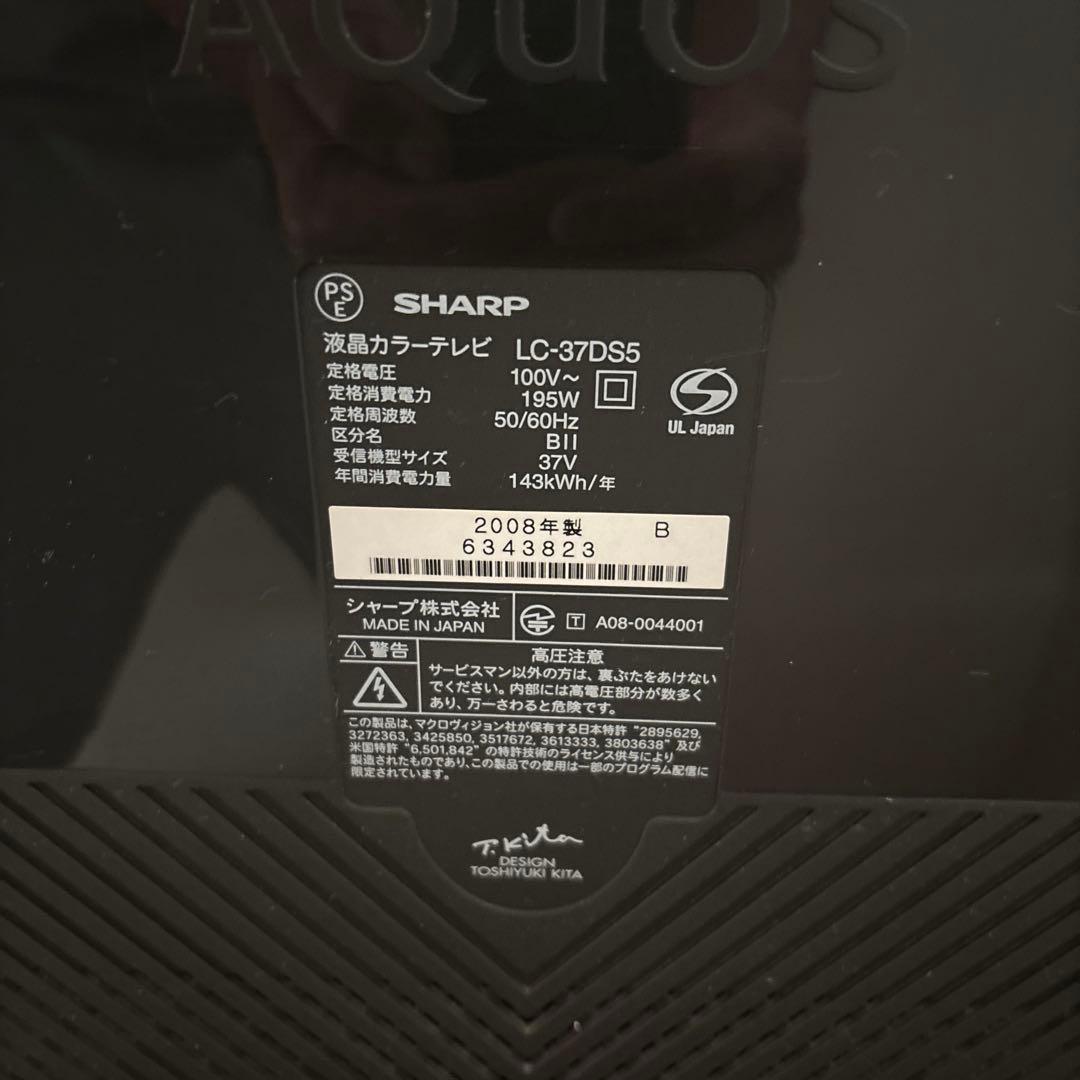 AQUOS
PS
E
SHARP
液晶カラーテレビ LC-37DS5
定格電圧 100V～
定格消費電力 195W
定格周波数 50/60Hz
区分名 BII
受信機型サイズ 37V
年間消費電力量 143kWh/年
UL Japan
2008年製 B
6343823
シャープ株式会社
MADE IN JAPAN
T A08-0044001
警告
高圧注意
サービスマン以外の方は、裏ぶたをあけない
でください。内部には高電圧部分が数多く
あり、万一さわると危険です。
この製品は、マクロヴィジョン社が保有する日本特許 "2895629,
3272363, 3425850, 3517672, 3613333, 3803638" 及び
米国特許 "6,501,842" の特許技術のライセンス供与により
製造されたものであり、この製品での使用は一部のプログラム配信に
限定されています。
T.Kita
DESIGN
TOSHIYUKI KITA